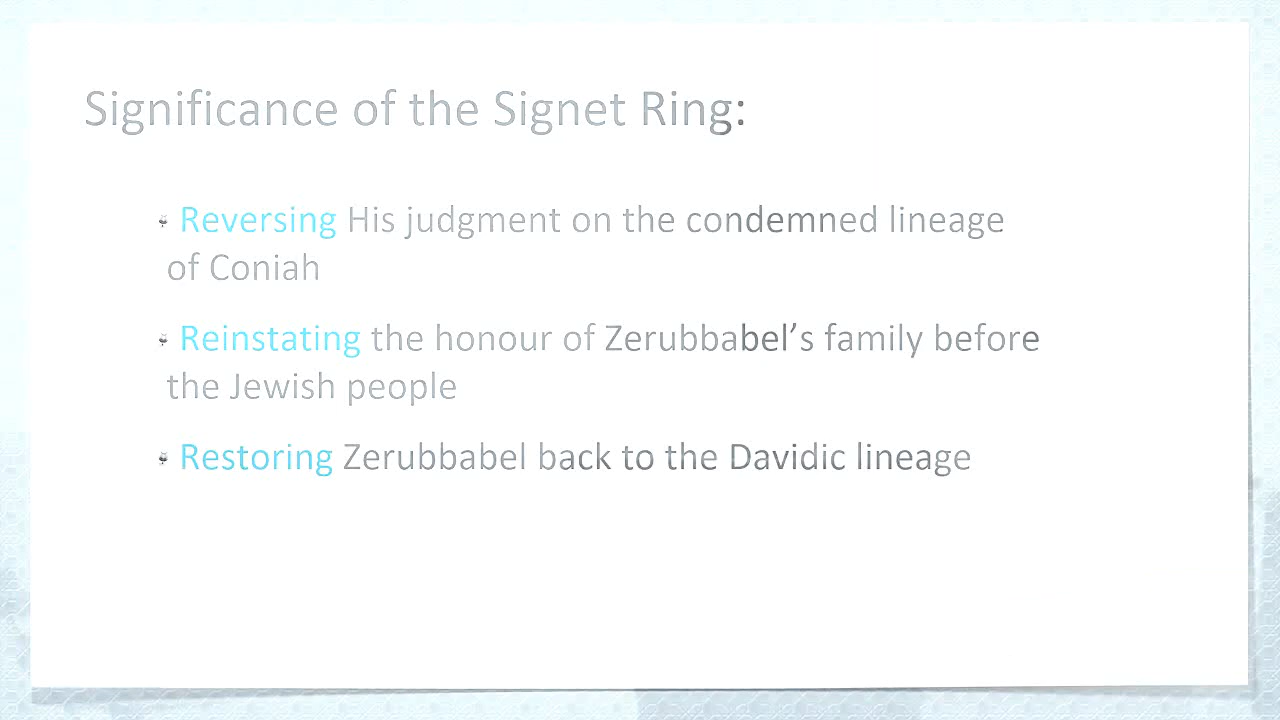 Significance of the Signet Ring:
Reversing His judgment on the condemned lineage
of Coniah
Reinstating the honour of Zerubbabel’s family before
the Jewish people
Restoring Zerubbabel back to the Davidic lineage